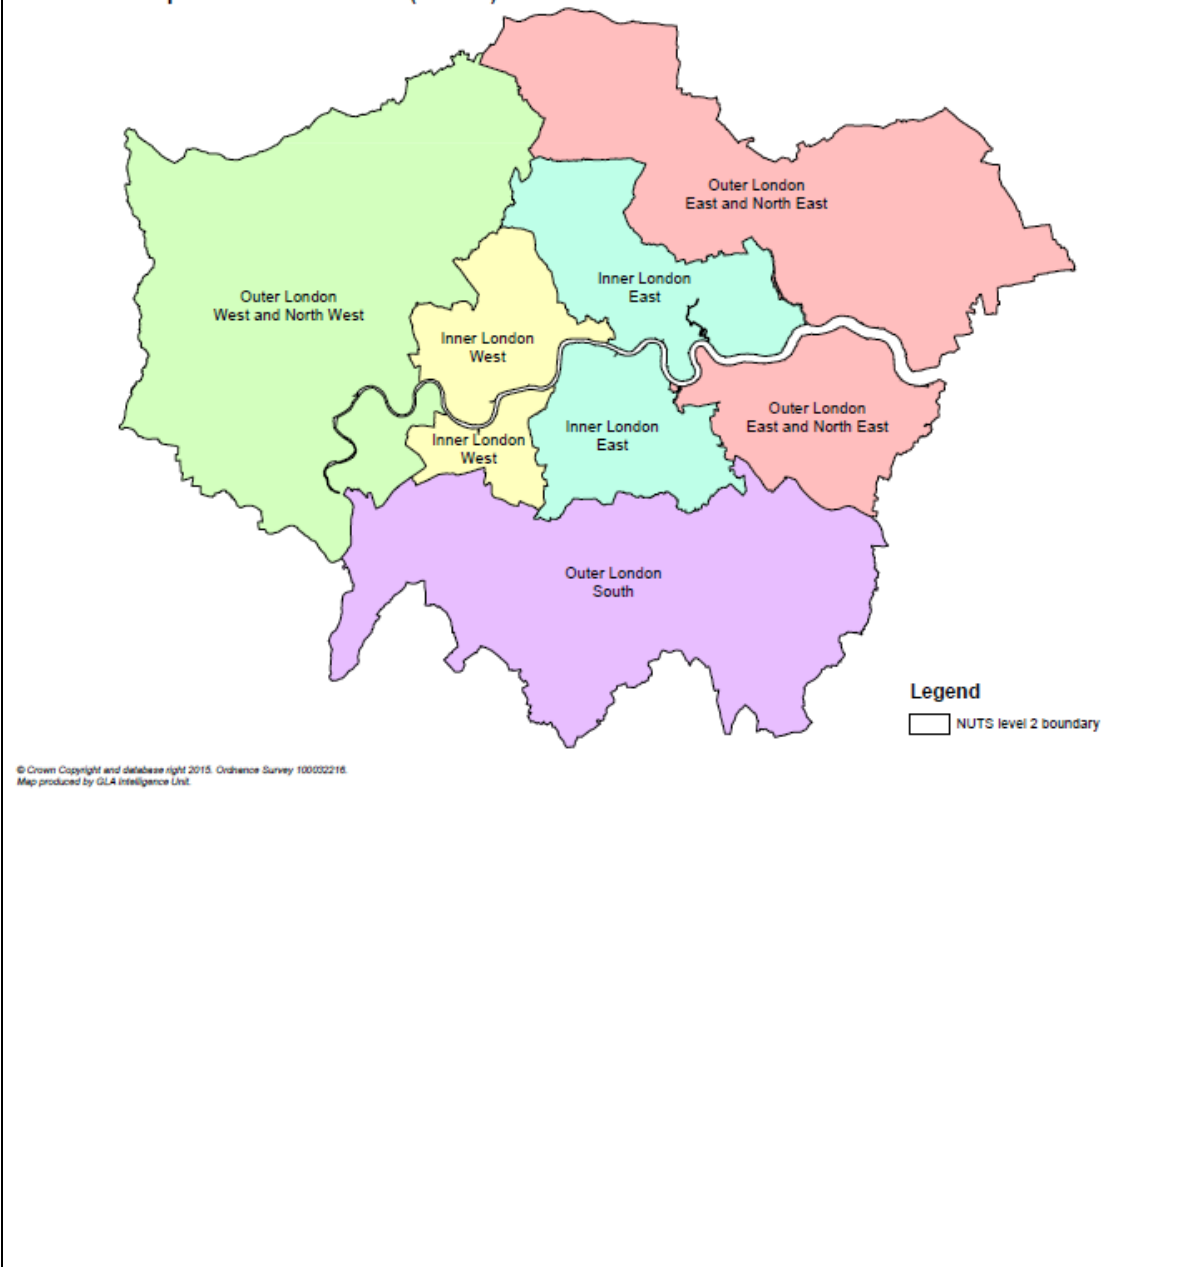 Outer London
East and North East
Inner London
East
Outer London
West and North West
Inner London
West
Outer London
East and North East
Inner London
East
Inner London
West
Outer London
South
Legend
NUTS level 2 boundary
© Crown Copyright and database right 2015. Ordnance Survey 100032216.
Map produced by GLA Intelligence Unit.